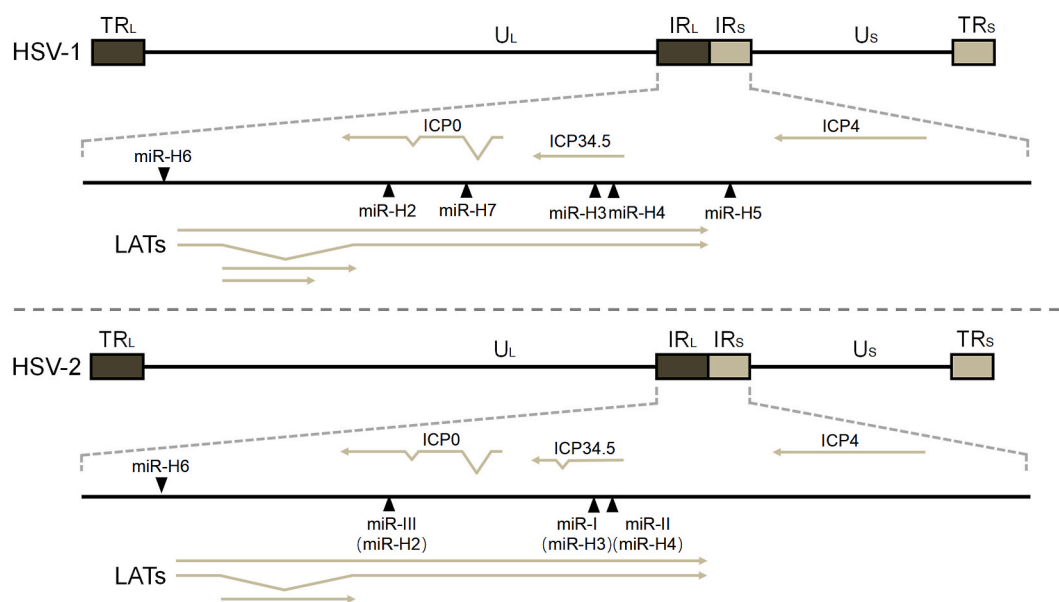 TRL UL IRL IRS US TRS
HSV-1
ICP0 ICP34.5 ICP4
miR-H6
miR-H2 miR-H7 miR-H3 miR-H4 miR-H5
LATs
TRL UL IRL IRS US TRS
HSV-2
ICP0 ICP34.5 ICP4
miR-H6
miR-III miR-I miR-II
(miR-H2) (miR-H3) (miR-H4)
LATs